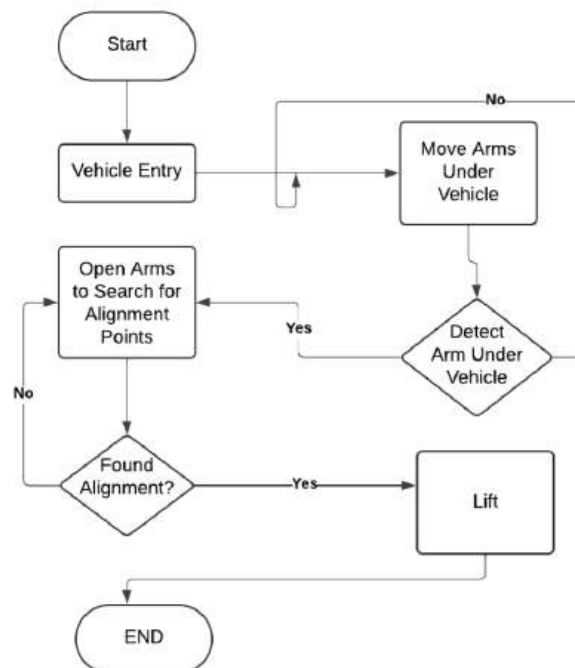 Start
No
Vehicle Entry
Move Arms
Under
Vehicle
Open Arms
to Search for
Alignment
Points
Yes
Detect
Arm Under
Vehicle
No
Found
Alignment?
Yes
Lift
END